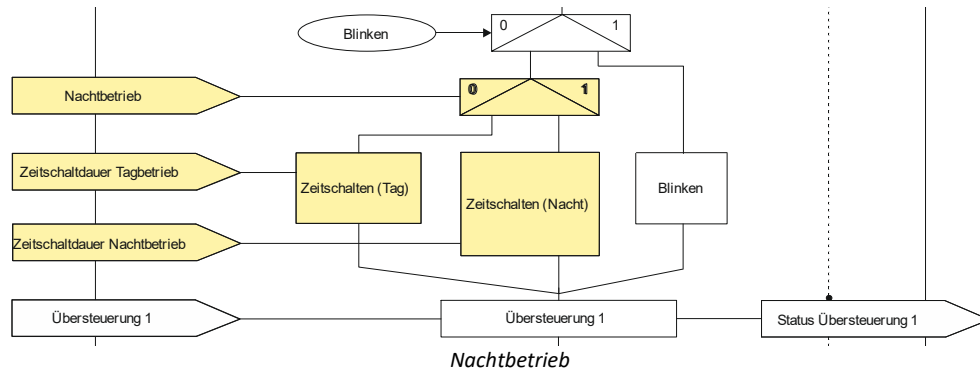 Blinken
0 1
Nachtbetrieb
0 1
Zeitschaltdauer Tagbetrieb
Zeitschalten (Tag)
Zeitschalten (Nacht)
Blinken
Zeitschaltdauer Nachtbetrieb
Übersteuerung 1
Übersteuerung 1
Status Übersteuerung 1
Nachtbetrieb